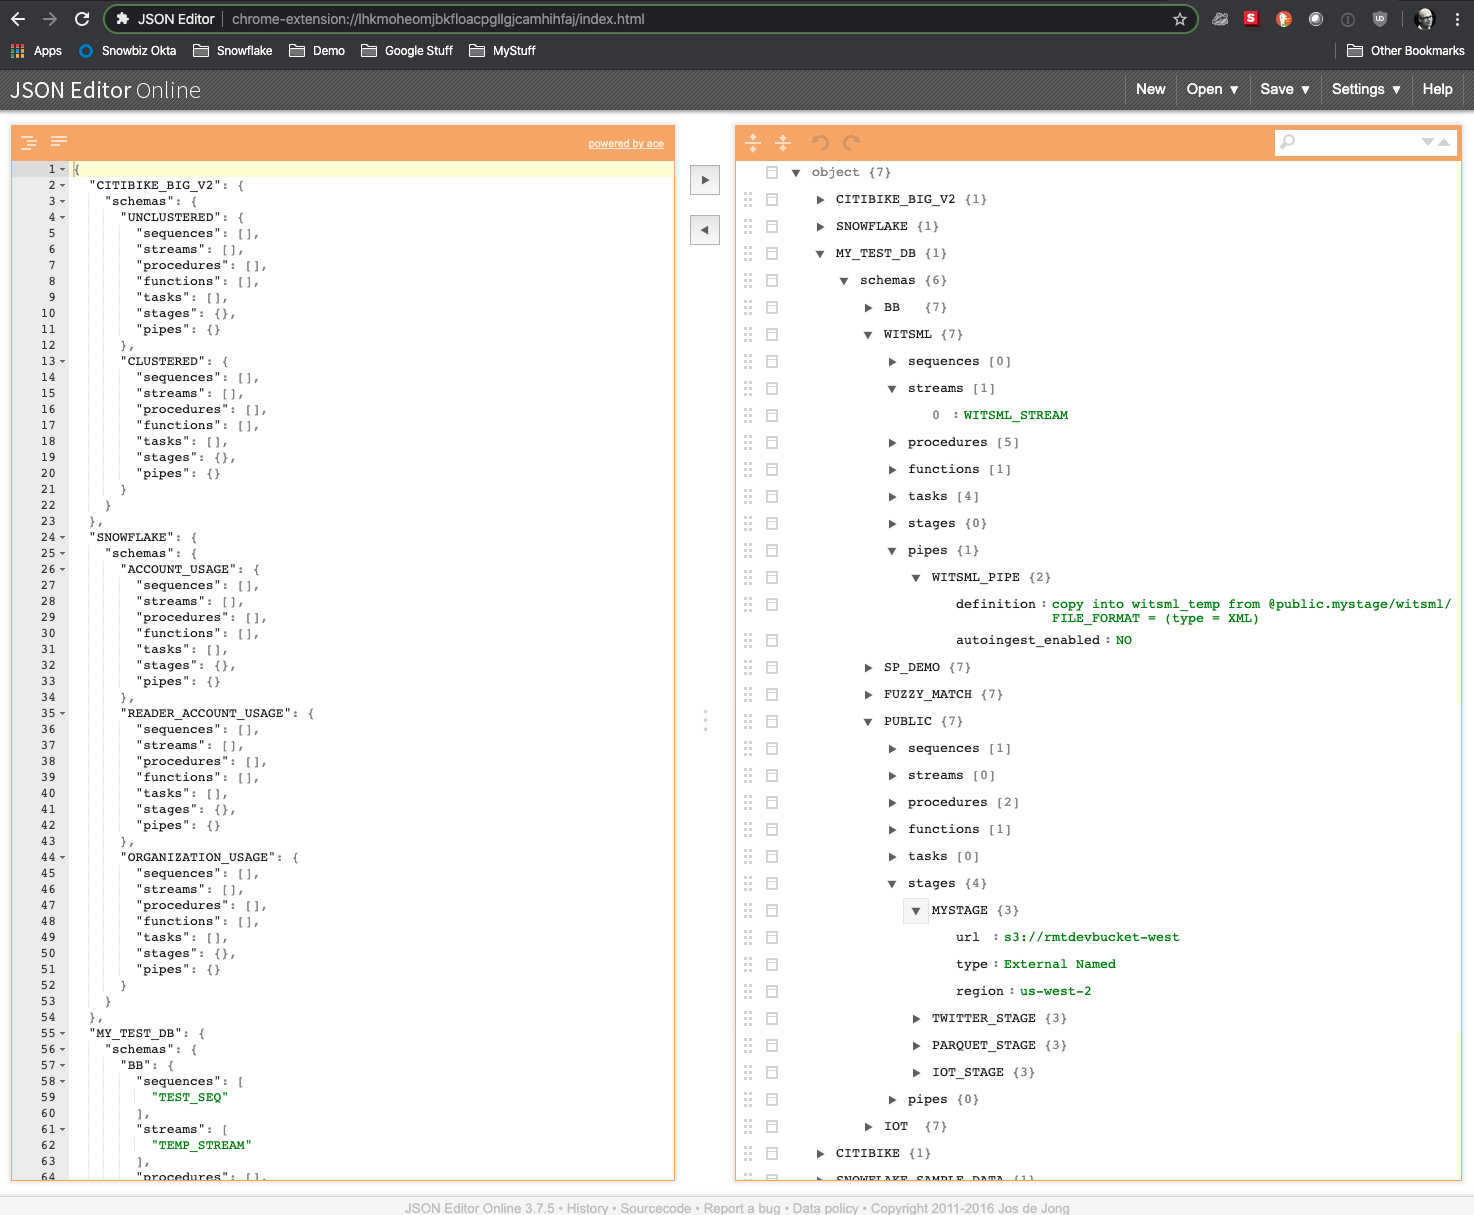 JSON Editor
chrome-extension://lhkmoheomjbkfloacpgllgjcamhihfaj/index.html
Apps
Snowbiz Okta
Snowflake
Demo
Google Stuff
MyStuff
Other Bookmarks
JSON Editor Online
New
Open ▼
Save ▼
Settings ▼
Help
powered by ace
1 {
2 "CITIBIKE_BIG_V2": {
3 "schemas": {
4 "UNCLUSTERED": {
5 "sequences": [],
6 "streams": [],
7 "procedures": [],
8 "functions": [],
9 "tasks": [],
10 "stages": {},
11 "pipes": {}
12 },
13 "CLUSTERED": {
14 "sequences": [],
15 "streams": [],
16 "procedures": [],
17 "functions": [],
18 "tasks": [],
19 "stages": {},
20 "pipes": {}
21 }
22 }
23 },
24 "SNOWFLAKE": {
25 "schemas": {
26 "ACCOUNT_USAGE": {
27 "sequences": [],
28 "streams": [],
29 "procedures": [],
30 "functions": [],
31 "tasks": [],
32 "stages": {},
33 "pipes": {}
34 },
35 "READER_ACCOUNT_USAGE": {
36 "sequences": [],
37 "streams": [],
38 "procedures": [],
39 "functions": [],
40 "tasks": [],
41 "stages": {},
42 "pipes": {}
43 },
44 "ORGANIZATION_USAGE": {
45 "sequences": [],
46 "streams": [],
47 "procedures": [],
48 "functions": [],
49 "tasks": [],
50 "stages": {},
51 "pipes": {}
52 }
53 }
54 },
55 "MY_TEST_DB": {
56 "schemas": {
57 "BB": {
58 "sequences": [
59 "TEST_SEQ"
60 ],
61 "streams": [
62 "TEMP_STREAM"
63 ],
64 "procedures": [],
object {7}
CITIBIKE_BIG_V2 {1}
SNOWFLAKE {1}
MY_TEST_DB {1}
schemas {6}
BB {7}
WITSML {7}
sequences [0]
streams [1]
0 : WITSML_STREAM
procedures [5]
functions [1]
tasks [4]
stages {0}
pipes {1}
WITSML_PIPE {2}
definition : copy into witsml_temp from @public.mystage/witsml/
FILE_FORMAT = (type = XML)
autoingest_enabled : NO
SP_DEMO {7}
FUZZY_MATCH {7}
PUBLIC {7}
sequences [1]
streams [0]
procedures [2]
functions [1]
tasks [0]
stages {4}
MYSTAGE {3}
url : s3://rmtdevbucket-west
type : External Named
region : us-west-2
TWITTER_STAGE {3}
PARQUET_STAGE {3}
IOT_STAGE {3}
pipes {0}
IOT {7}
CITIBIKE {1}
SNOWFLAKE_SAMPLE_DATA {1}
JSON Editor Online 3.7.5 • History • Sourcecode • Report a bug • Data policy • Copyright 2011-2016 Jos de Jong